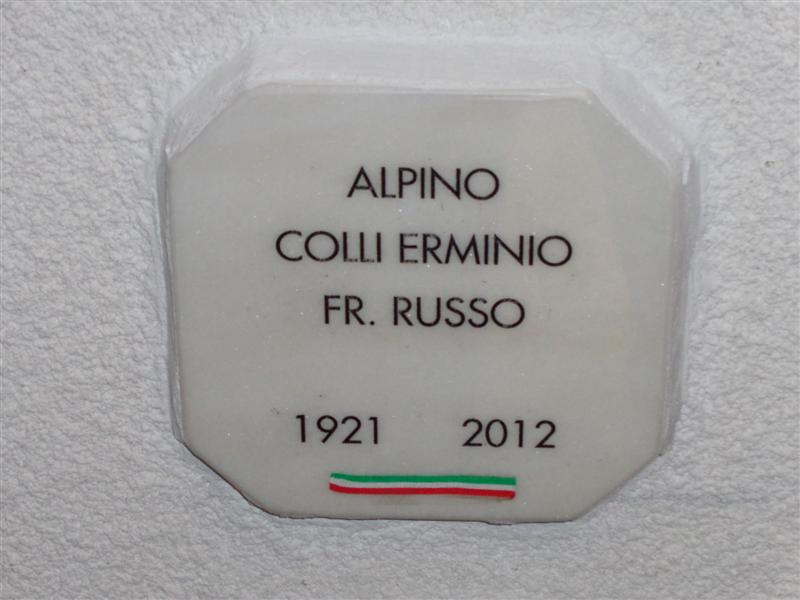 ALPINO
COLLI ERMINIO
FR. RUSSO
1921 2012